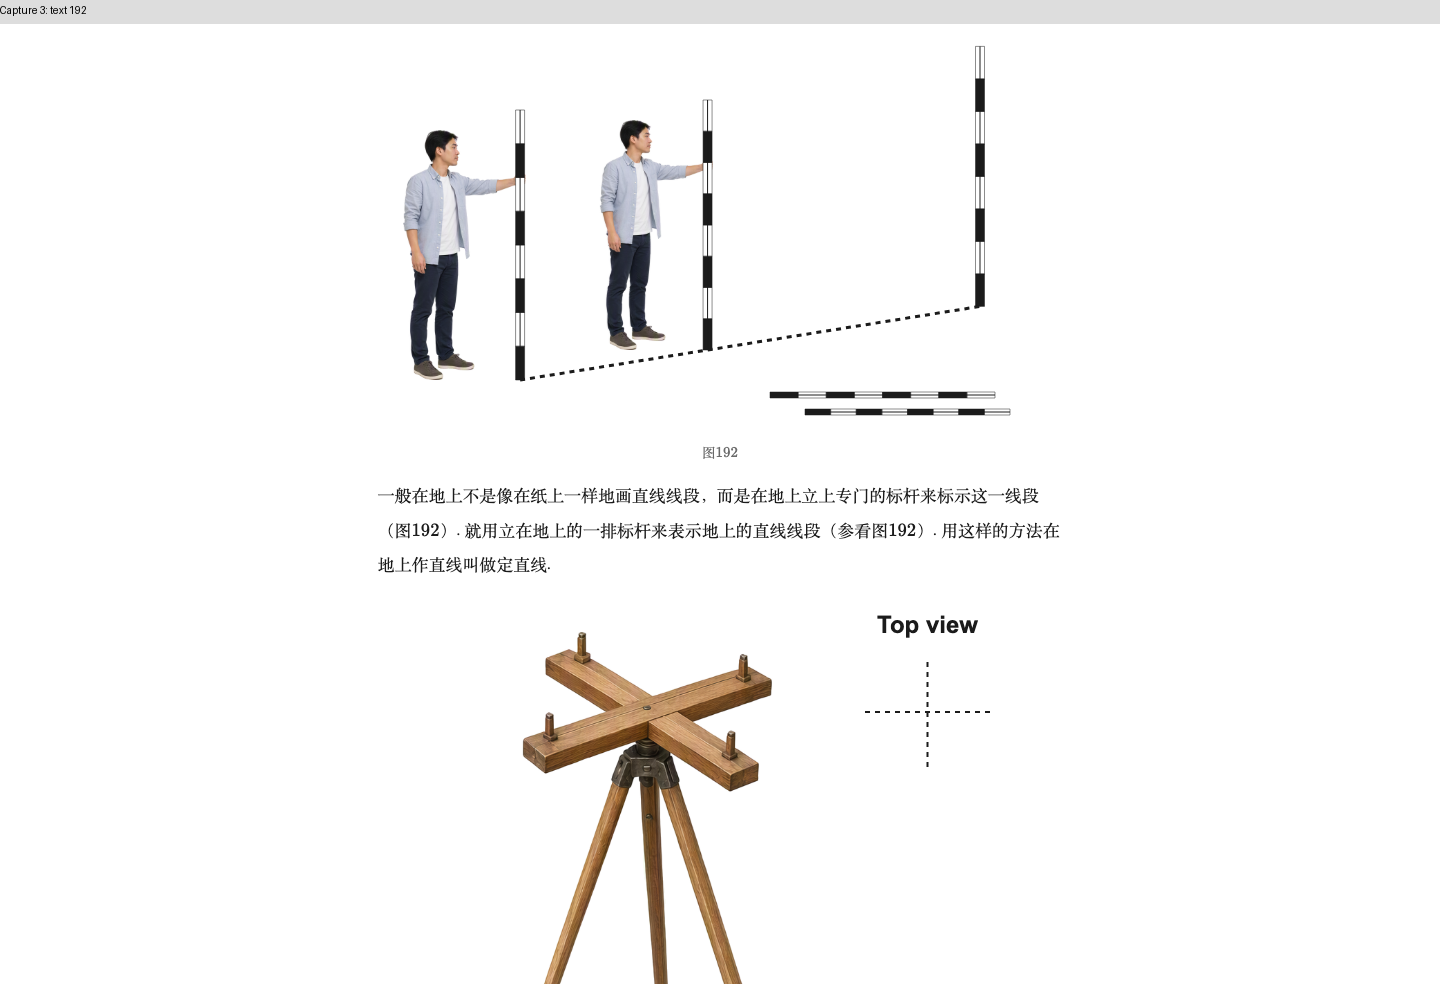 Capture 3: text 192
图192
一般在地上不是像在纸上一样地画直线线段，而是在地上立上专门的标杆来标示这一线段
（图192）. 就用立在地上的一排标杆来表示地上的直线线段（参看图192）. 用这样的方法在
地上作直线叫做定直线.
Top view